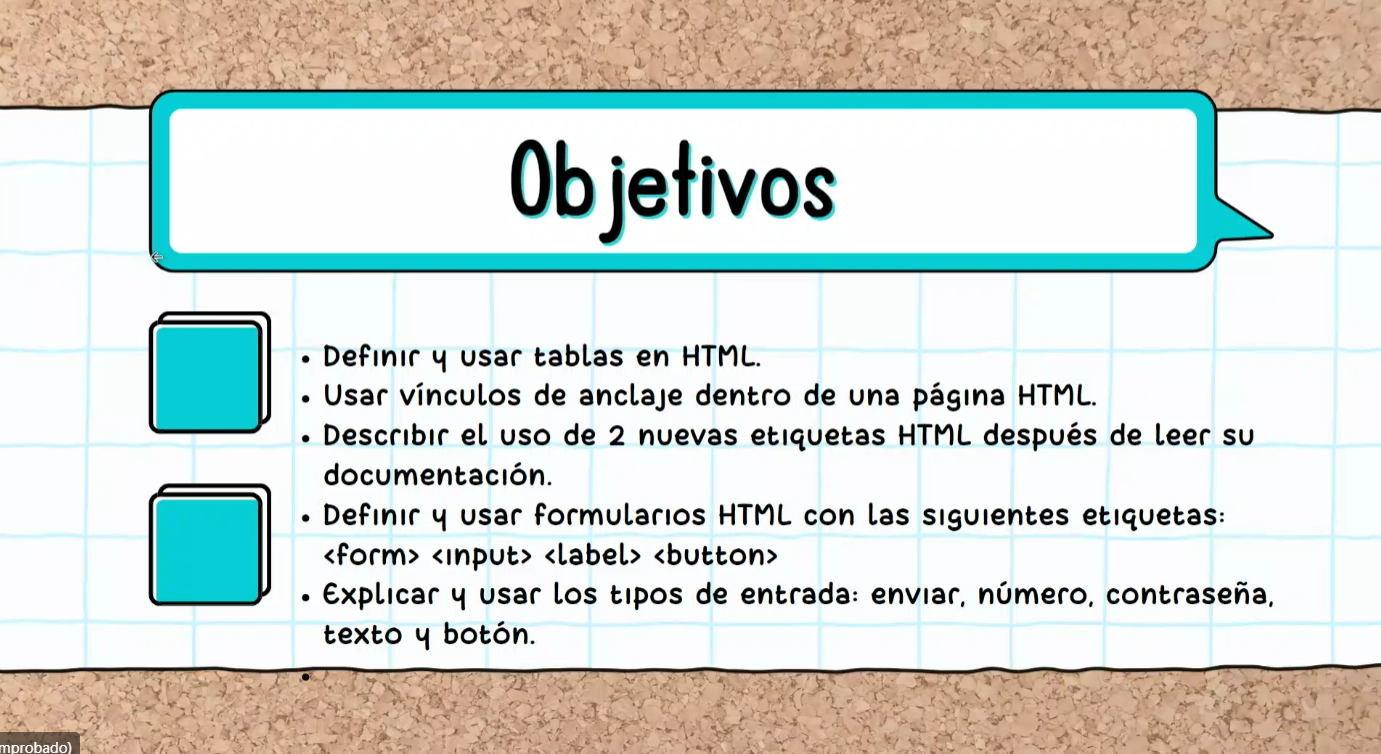 Objetivos
• Definir y usar tablas en HTML.
• Usar vínculos de anclaje dentro de una página HTML.
• Describir el uso de 2 nuevas etiquetas HTML después de leer su
documentación.
• Definir y usar formularios HTML con las siguientes etiquetas:
<form> <input> <label> <button>
• Explicar y usar los tipos de entrada: enviar, número, contraseña,
texto y botón.
•
mprobado)